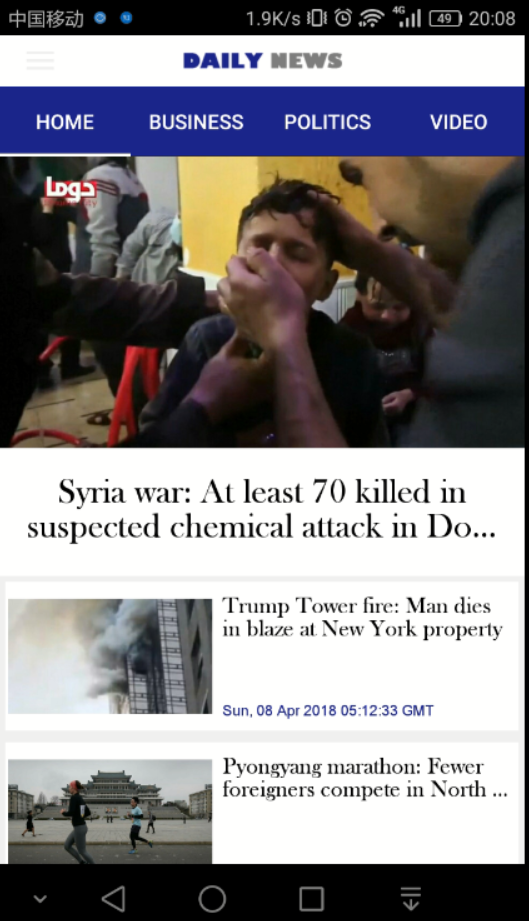 中国移动 1.9K/s 4G 49 20:08
DAILY NEWS
HOME BUSINESS POLITICS VIDEO
دوما
Syria war: At least 70 killed in
suspected chemical attack in Do...
Trump Tower fire: Man dies
in blaze at New York property
Sun, 08 Apr 2018 05:12:33 GMT
Pyongyang marathon: Fewer
foreigners compete in North ...